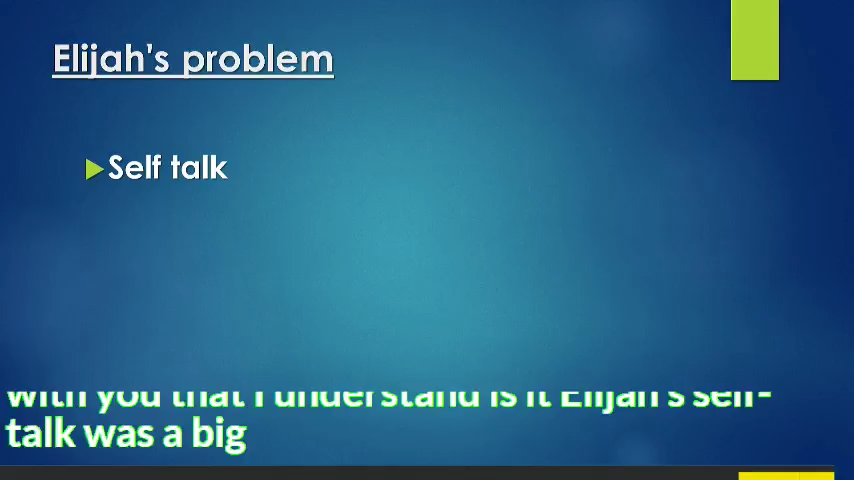 Elijah's problem
Self talk
with you that I understand is it Elijah's self-
talk was a big